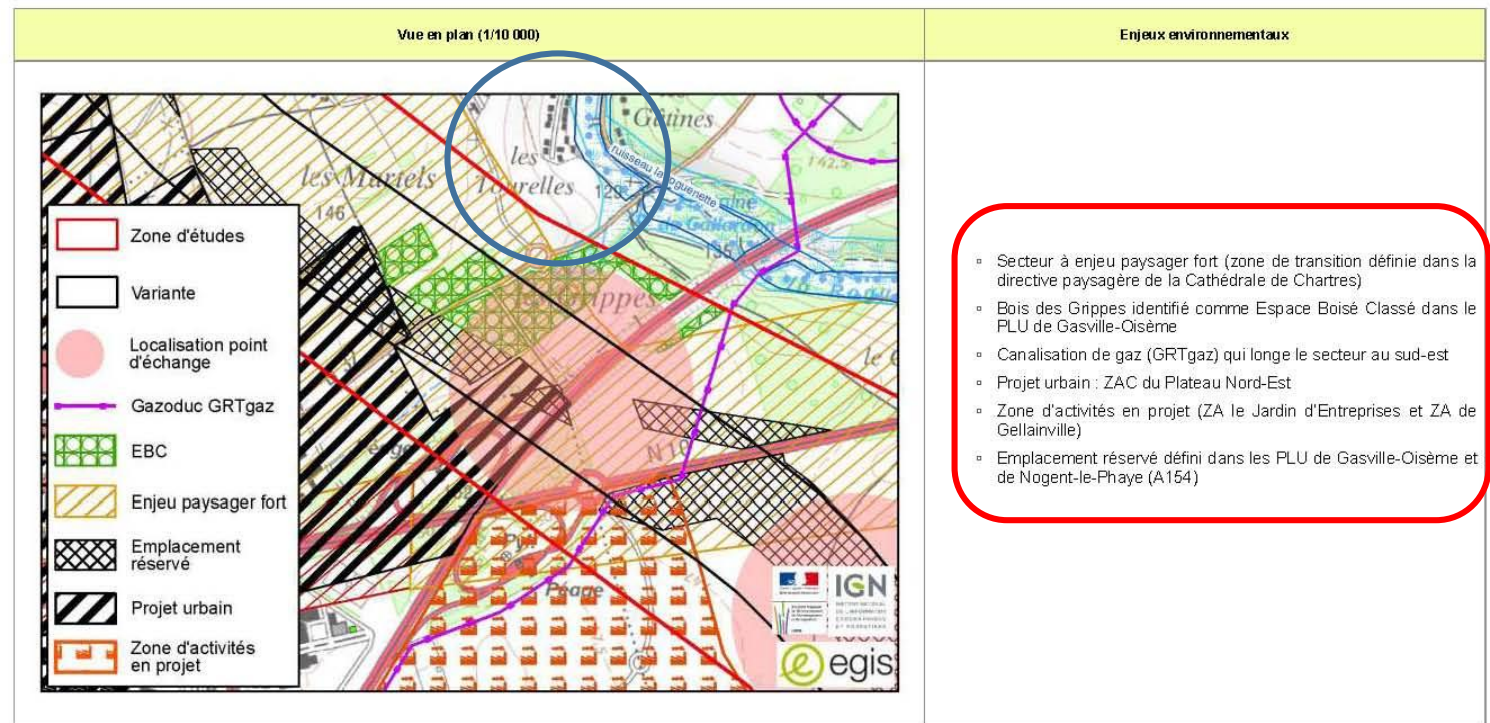 Vue en plan (1/10 000)
Enjeux environnementaux
Gâtines
les
Tourelles
ruisseau la
129
142,5
les Martels
146
135
N 10
Péage
Zone d'études
Variante
Localisation point
d'échange
Gazoduc GRTgaz
EBC
Enjeu paysager fort
Emplacement
réservé
Projet urbain
Zone d'activités
en projet
IGN
egis
▫ Secteur à enjeu paysager fort (zone de transition définie dans la
directive paysagère de la Cathédrale de Chartres)
▫ Bois des Grippes identifié comme Espace Boisé Classé dans le
PLU de Gasville-Oisème
▫ Canalisation de gaz (GRTgaz) qui longe le secteur au sud-est
▫ Projet urbain : ZAC du Plateau Nord-Est
▫ Zone d'activités en projet (ZA le Jardin d'Entreprises et ZA de
Gellainville)
▫ Emplacement réservé défini dans les PLU de Gasville-Oisème et
de Nogent-le-Phaye (A154)